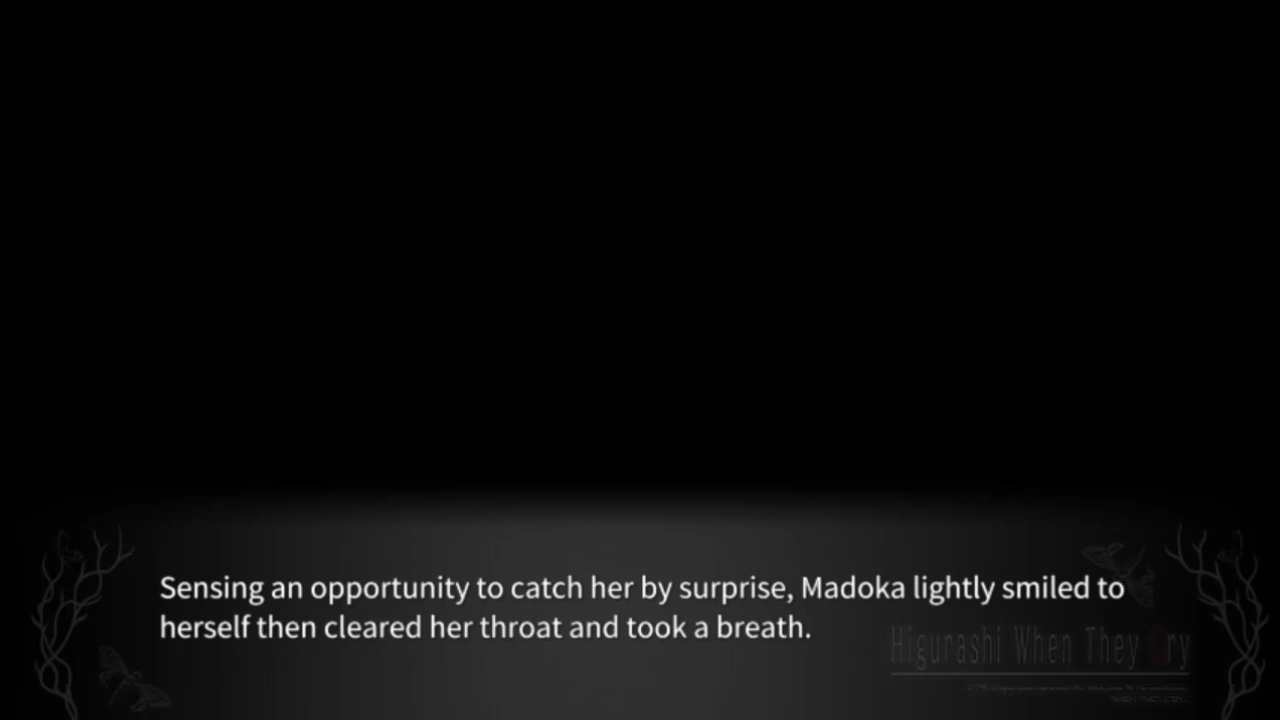 Sensing an opportunity to catch her by surprise, Madoka lightly smiled to
herself then cleared her throat and took a breath.
Higurashi When They Cry